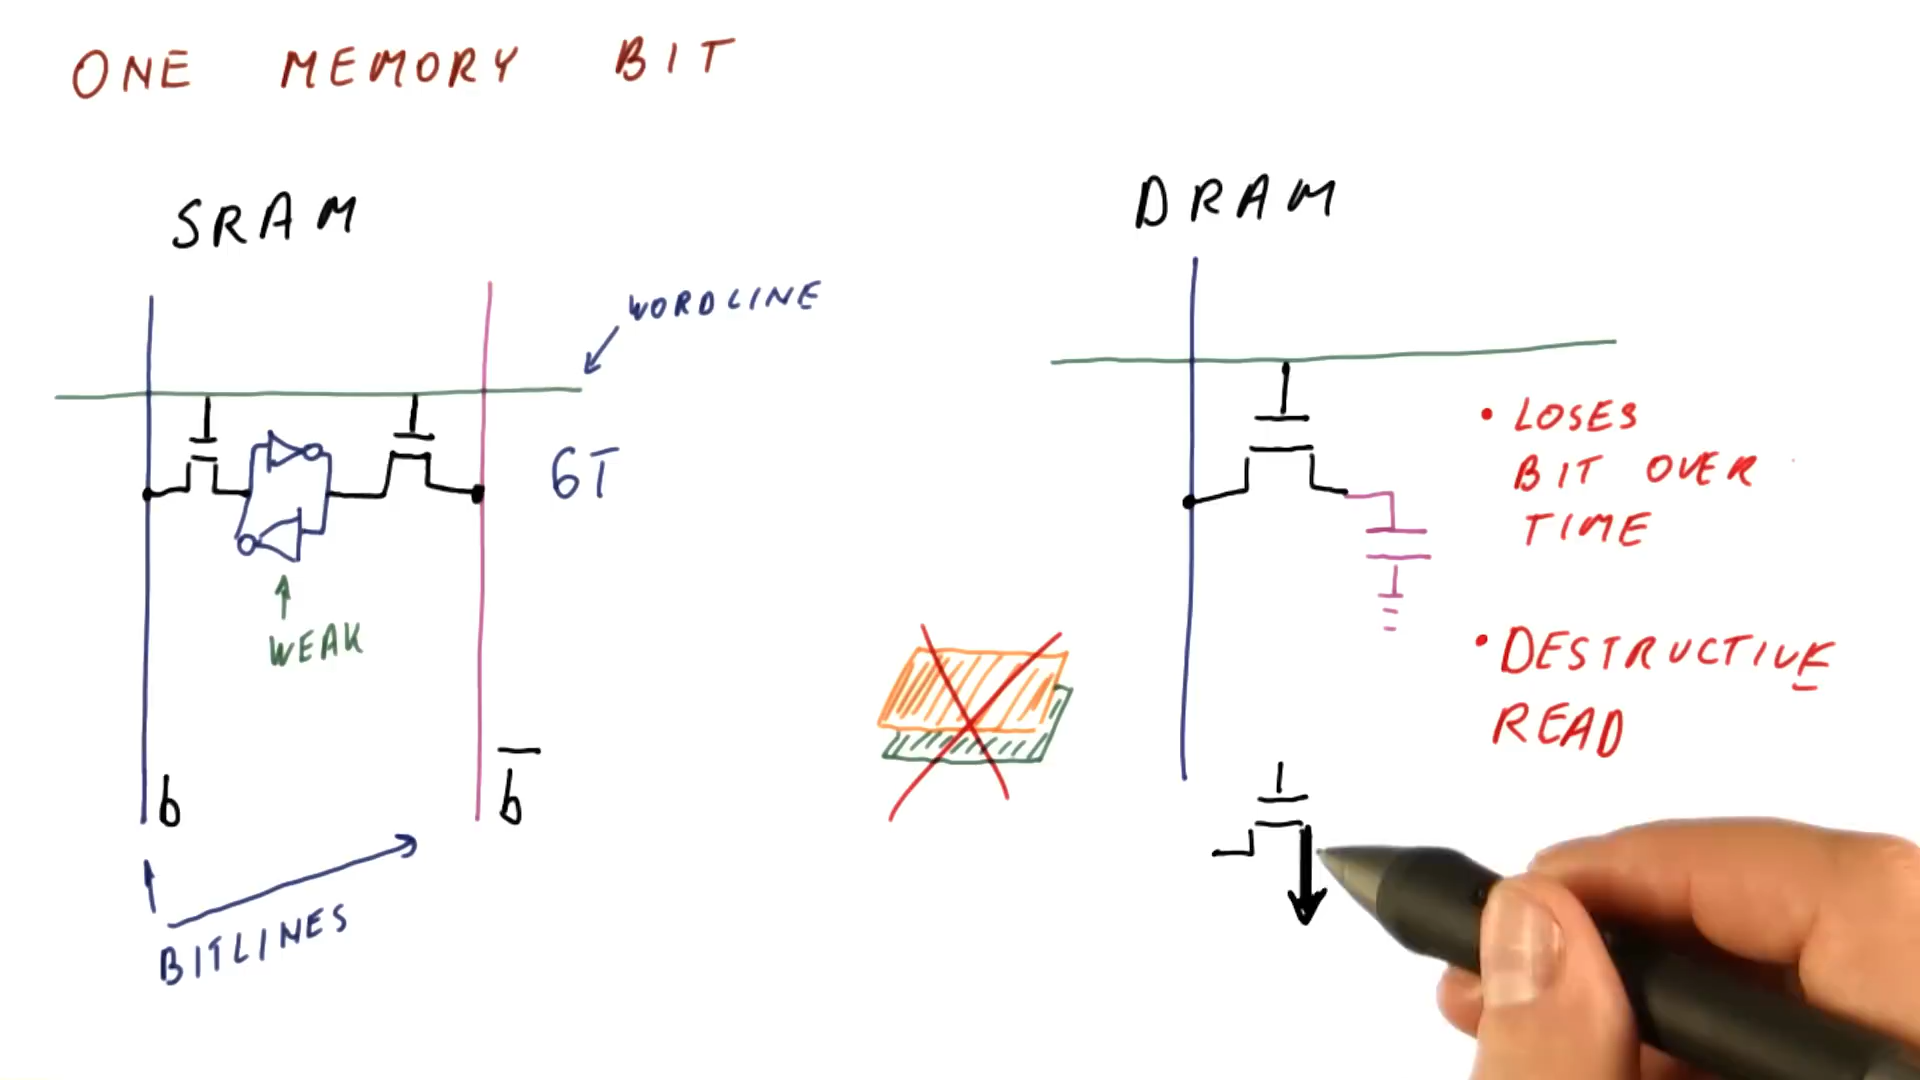 ONE MEMORY BIT
SRAM
DRAM
WORDLINE
6T
WEAK
b
b̅
BITLINES
• LOSES
BIT OVER
TIME
• DESTRUCTIVE
READ